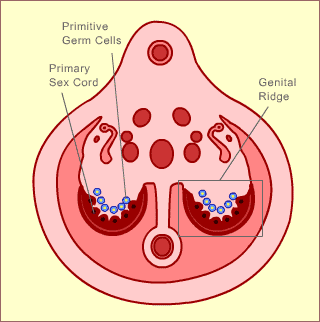 Primitive
Germ Cells
Primary
Sex Cord
Genital
Ridge